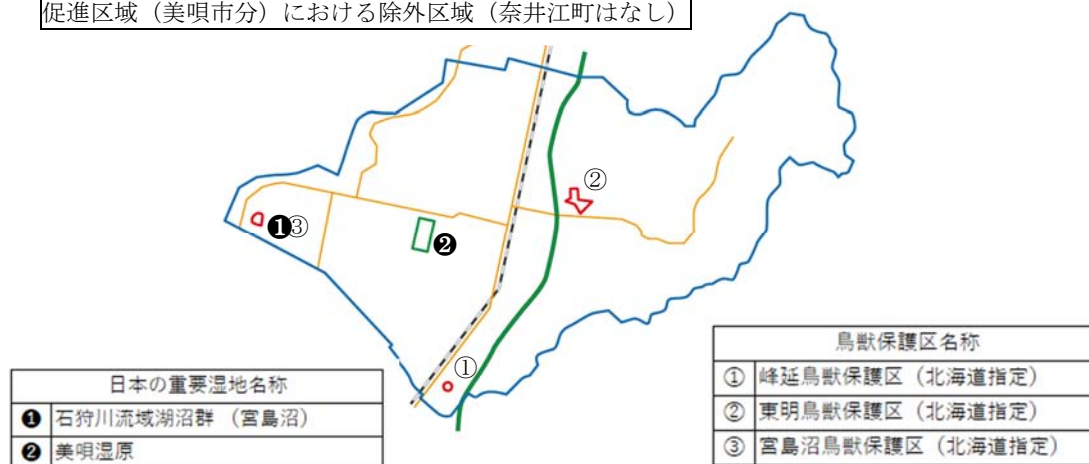 促進区域（美唄市分）における除外区域（奈井江町はなし）
②
❶③
❷
①
日本の重要湿地名称
❶ 石狩川流域湖沼群 （宮島沼）
❷ 美唄湿原
鳥獣保護区名称
① 峰延鳥獣保護区（北海道指定）
② 東明鳥獣保護区（北海道指定）
③ 宮島沼鳥獣保護区（北海道指定）